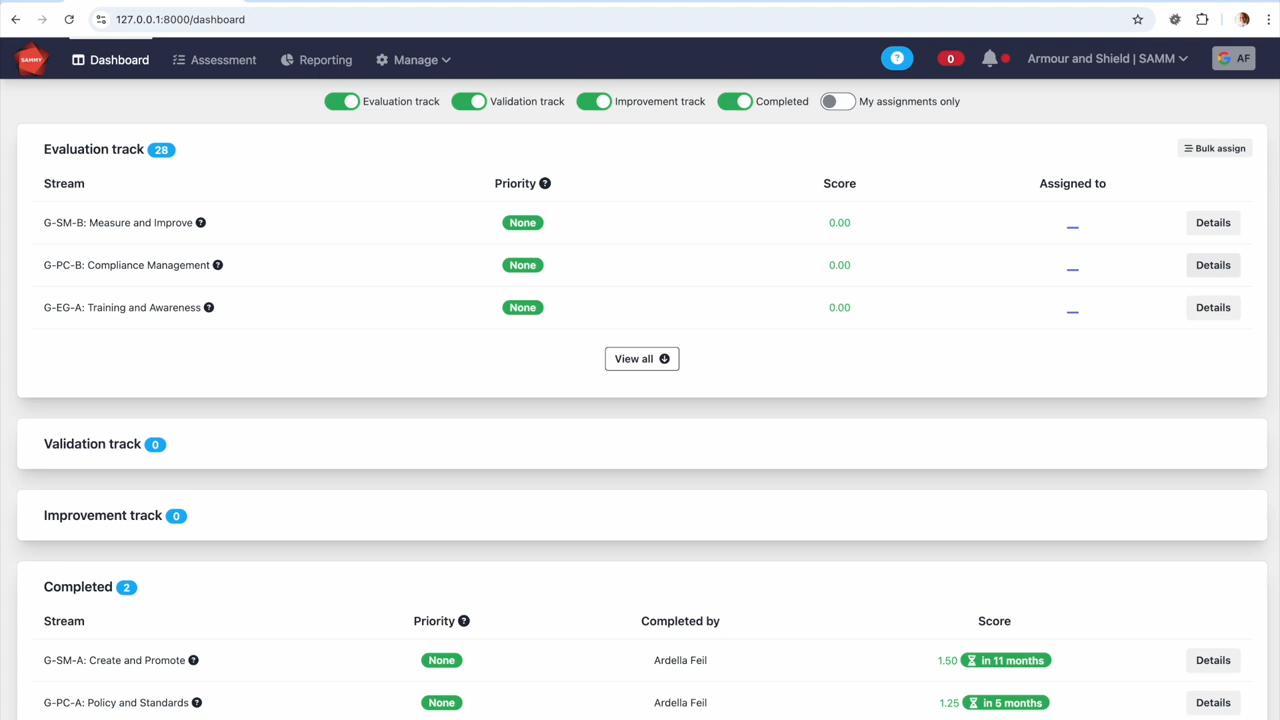 127.0.0.1:8000/dashboard
SAMMY Dashboard Assessment Reporting Manage ? 0 Armour and Shield | SAMM AF
Evaluation track Validation track Improvement track Completed My assignments only
Evaluation track 28 Bulk assign
Stream Priority ? Score Assigned to
G-SM-B: Measure and Improve ? None 0.00 Details
G-PC-B: Compliance Management ? None 0.00 Details
G-EG-A: Training and Awareness ? None 0.00 Details
View all
Validation track 0
Improvement track 0
Completed 2
Stream Priority ? Completed by Score
G-SM-A: Create and Promote ? None Ardella Feil 1.50 in 11 months Details
G-PC-A: Policy and Standards ? None Ardella Feil 1.25 in 5 months Details